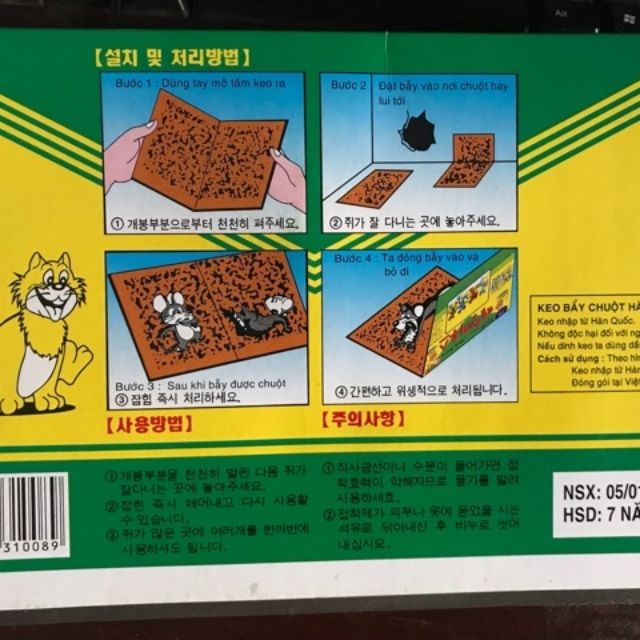 Alt
【설치 및 처리방법】
Bước 1 : Dùng tay mở tấm keo ra
① 개봉부분으로부터 천천히 펴주세요.
Bước 2 Đặt bẫy vào nơi chuột hay
lui tới
② 쥐가 잘 다니는 곳에 놓아주세요.
Bước 3 : Sau khi bẫy được chuột
③ 잡힘 즉시 처리하세요.
Bước 4 : Ta đóng bẫy vào và
bỏ đi
④ 간편하고 위생적으로 처리됩니다.
KEO BẪY CHUỘT HÀ
Keo nhập từ Hàn Quốc.
Không độc hại đối với ng
Nếu dính keo ta dùng dầ
Cách sử dụng : Theo hìn
Keo nhập từ Hàn
Đóng gói tại Việt
【사용방법】
① 개봉부분을 천천히 벌린 다음 쥐가
잘다니는 곳에 놓아주세요.
② 잡힌 즉시 떼어내고 다시 사용할
수 있습니다.
③ 쥐가 많은 곳에 여러개를 한꺼번에
사용하셔도 됩니다.
【주의사항】
① 직사광선이나 수분이 들어가면 접
착효력이 약해지므로 물기를 말려
사용하세요.
② 접착제가 피부나 옷에 묻었을 시는
석유로 닦아내신 후 비누로 씻어
내십시요.
NSX: 05/01
HSD: 7 NĂ
310089